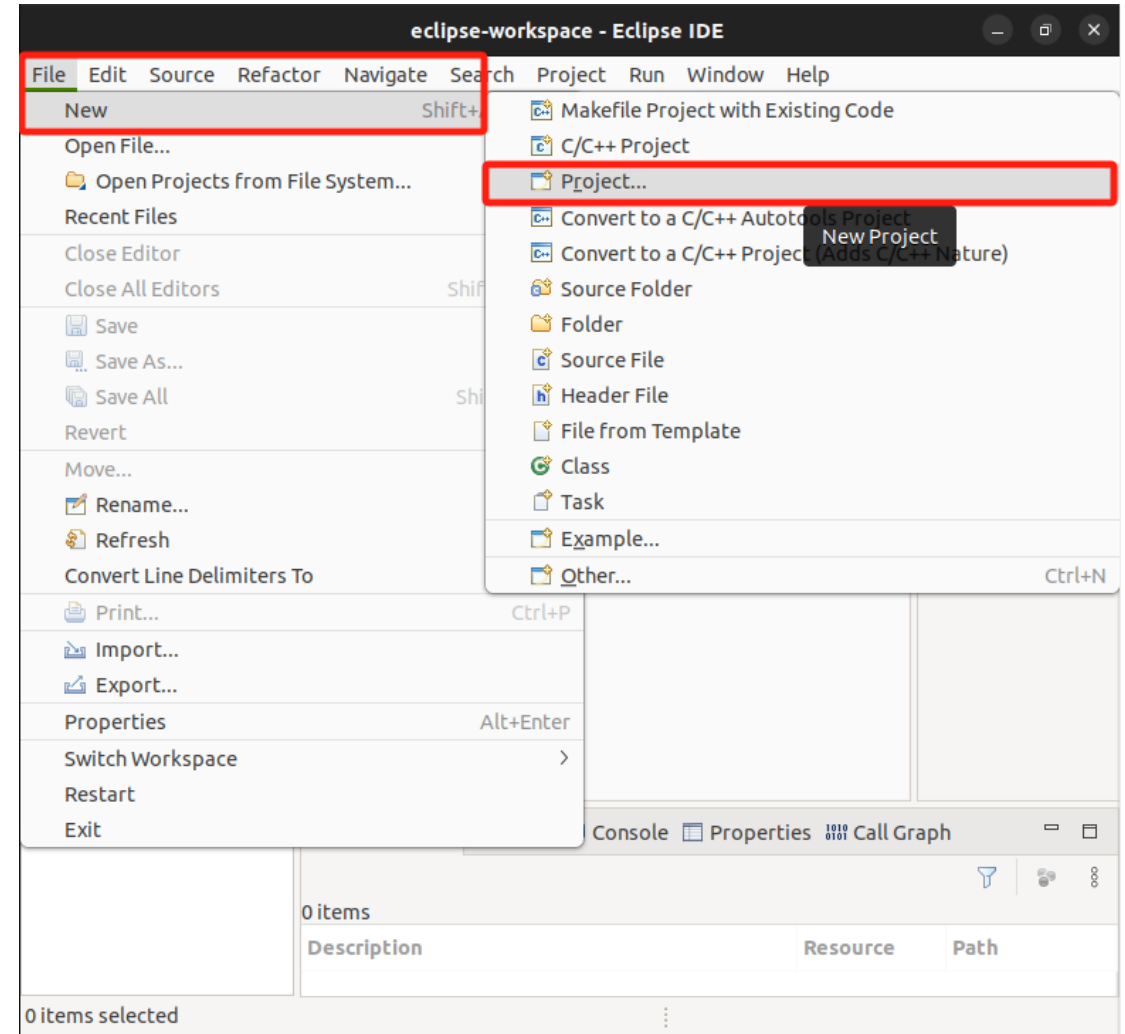 eclipse-workspace - Eclipse IDE
File Edit Source Refactor Navigate Search Project Run Window Help
New Shift+
Open File...
Open Projects from File System...
Recent Files
Close Editor
Close All Editors Shif
Save
Save As...
Save All Shi
Revert
Move...
Rename...
Refresh
Convert Line Delimiters To
Print... Ctrl+P
Import...
Export...
Properties Alt+Enter
Switch Workspace
Restart
Exit
Makefile Project with Existing Code
C/C++ Project
Project...
Convert to a C/C++ Autotools Project
New Project
Convert to a C/C++ Project (Adds C/C++ Nature)
Source Folder
Folder
Source File
Header File
File from Template
Class
Task
Example...
Other... Ctrl+N
Console Properties Call Graph
0 items
Description Resource Path
0 items selected